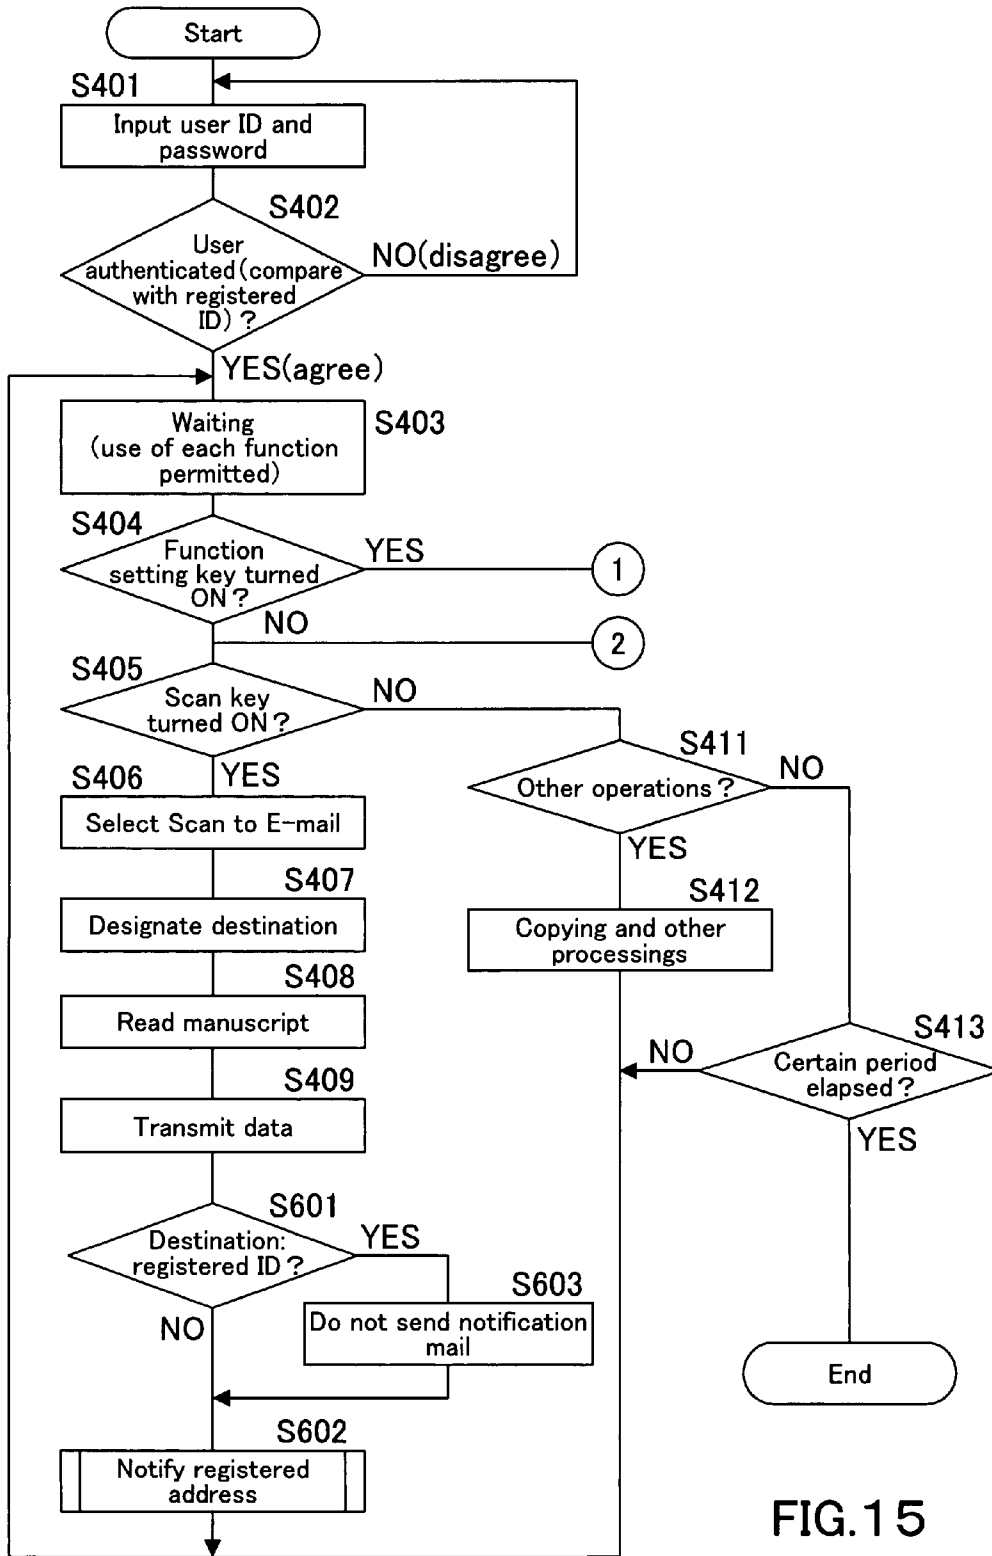 Start
S401
Input user ID and
password
S402
User
authenticated(compare
with registered
ID)?
NO(disagree)
YES(agree)
Waiting
(use of each function
permitted)
S403
S404
Function
setting key turned
ON?
YES
1
NO
2
S405
Scan key
turned ON?
NO
YES
S406
Select Scan to E-mail
S407
Designate destination
S408
Read manuscript
S409
Transmit data
S601
Destination:
registered ID?
YES
NO
S603
Do not send notification
mail
S602
Notify registered
address
S411
Other operations?
NO
YES
S412
Copying and other
processings
S413
Certain period
elapsed?
NO
YES
End
FIG.15